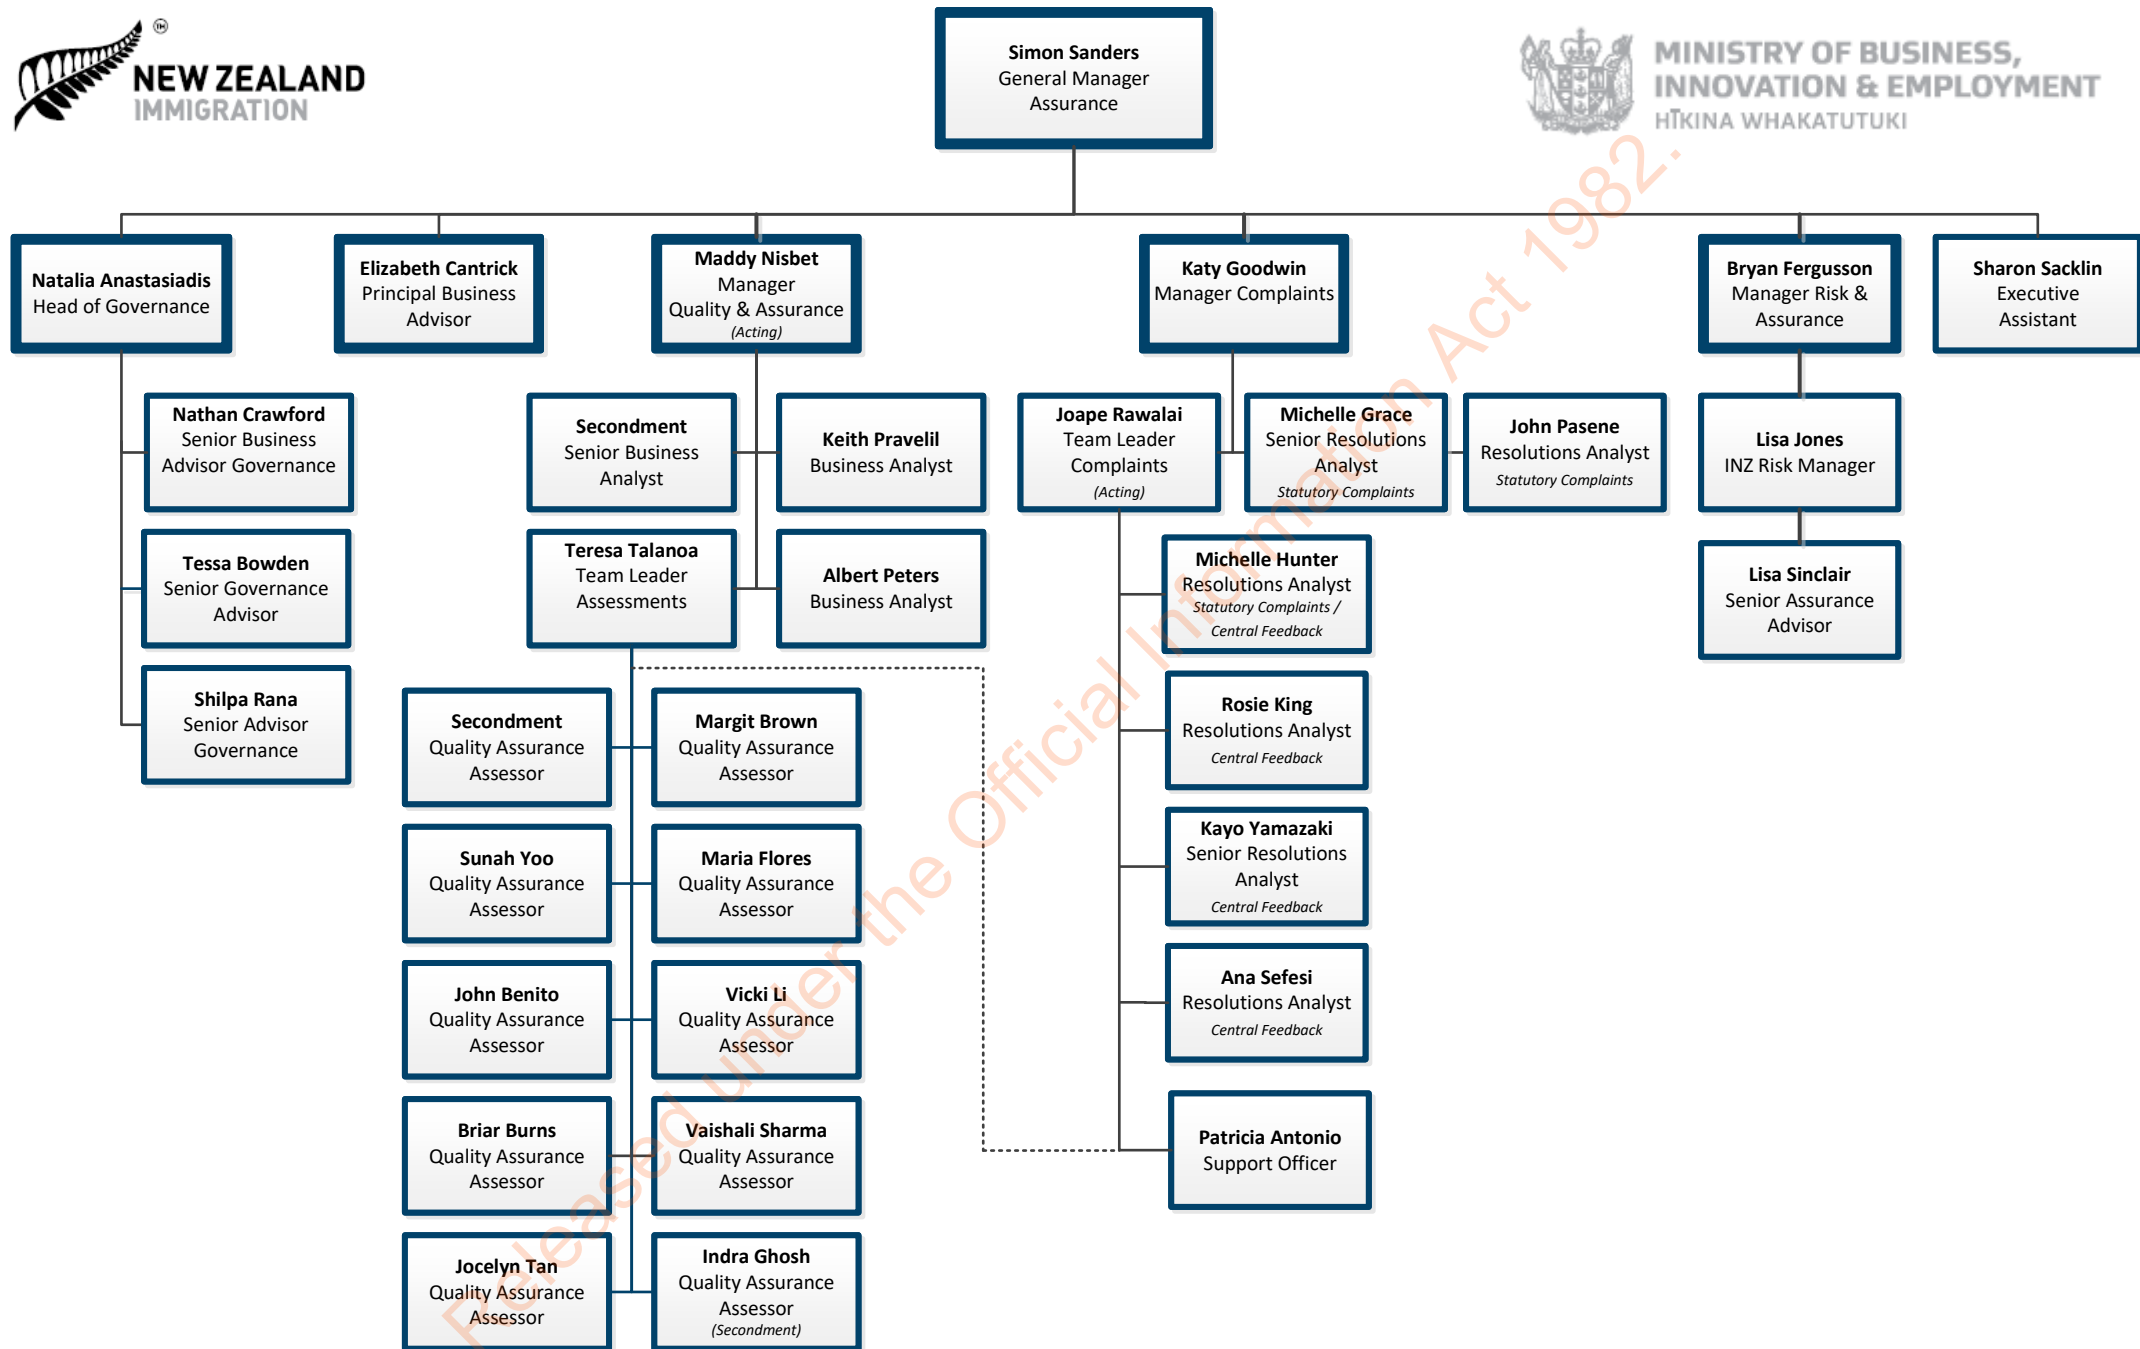 NEW ZEALAND
IMMIGRATION
Simon Sanders
General Manager
Assurance
MINISTRY OF BUSINESS,
INNOVATION & EMPLOYMENT
HĪKINA WHAKATUTUKI
Natalia Anastasiadis
Head of Governance
Elizabeth Cantrick
Principal Business
Advisor
Maddy Nisbet
Manager
Quality & Assurance
(Acting)
Katy Goodwin
Manager Complaints
Bryan Fergusson
Manager Risk &
Assurance
Sharon Sacklin
Executive
Assistant
Nathan Crawford
Senior Business
Advisor Governance
Tessa Bowden
Senior Governance
Advisor
Shilpa Rana
Senior Advisor
Governance
Secondment
Senior Business
Analyst
Keith Pravelil
Business Analyst
Teresa Talanoa
Team Leader
Assessments
Albert Peters
Business Analyst
Secondment
Quality Assurance
Assessor
Margit Brown
Quality Assurance
Assessor
Sunah Yoo
Quality Assurance
Assessor
Maria Flores
Quality Assurance
Assessor
John Benito
Quality Assurance
Assessor
Vicki Li
Quality Assurance
Assessor
Briar Burns
Quality Assurance
Assessor
Vaishali Sharma
Quality Assurance
Assessor
Jocelyn Tan
Quality Assurance
Assessor
Indra Ghosh
Quality Assurance
Assessor
(Secondment)
Joape Rawalai
Team Leader
Complaints
(Acting)
Michelle Grace
Senior Resolutions
Analyst
Statutory Complaints
John Pasene
Resolutions Analyst
Statutory Complaints
Michelle Hunter
Resolutions Analyst
Statutory Complaints /
Central Feedback
Rosie King
Resolutions Analyst
Central Feedback
Kayo Yamazaki
Senior Resolutions
Analyst
Central Feedback
Ana Sefesi
Resolutions Analyst
Central Feedback
Patricia Antonio
Support Officer
Lisa Jones
INZ Risk Manager
Lisa Sinclair
Senior Assurance
Advisor
Released under the Official Information Act 1982.